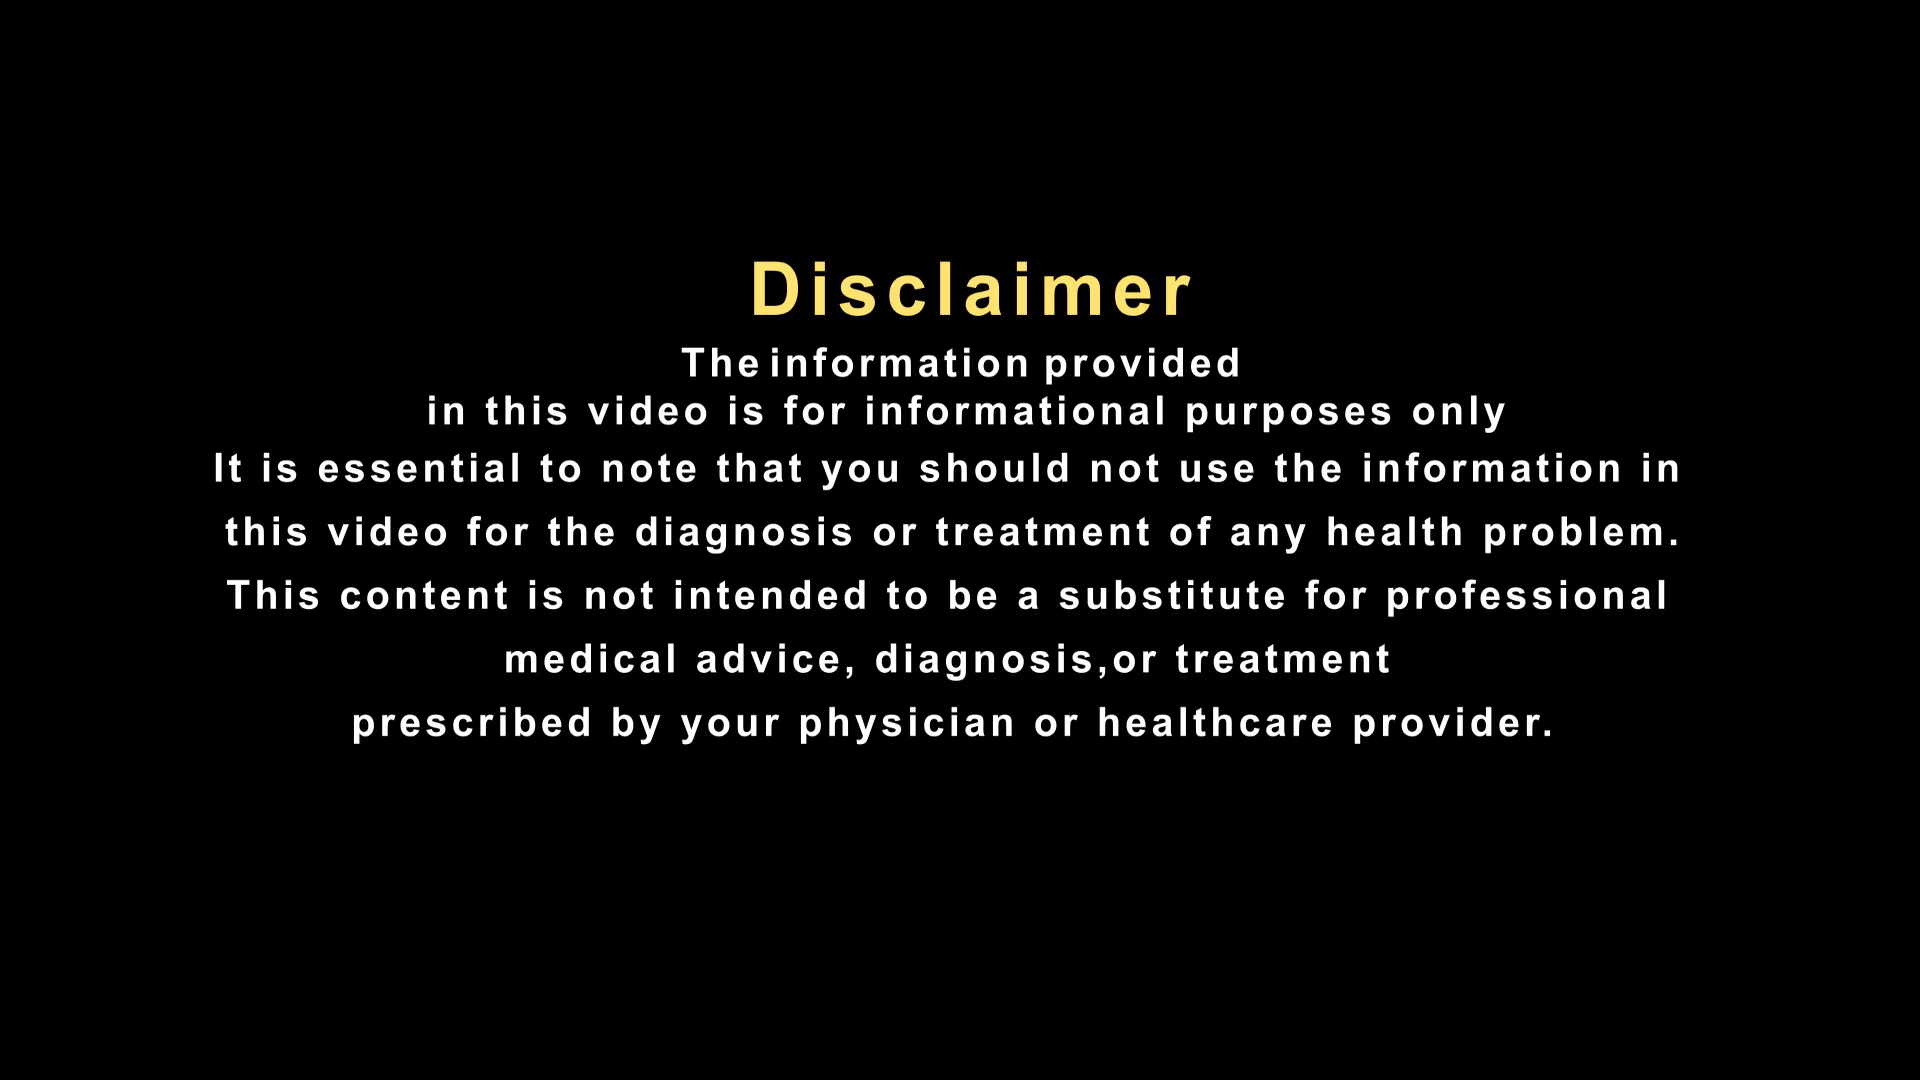 Disclaimer
The information provided
in this video is for informational purposes only
It is essential to note that you should not use the information in
this video for the diagnosis or treatment of any health problem.
This content is not intended to be a substitute for professional
medical advice, diagnosis,or treatment
prescribed by your physician or healthcare provider.